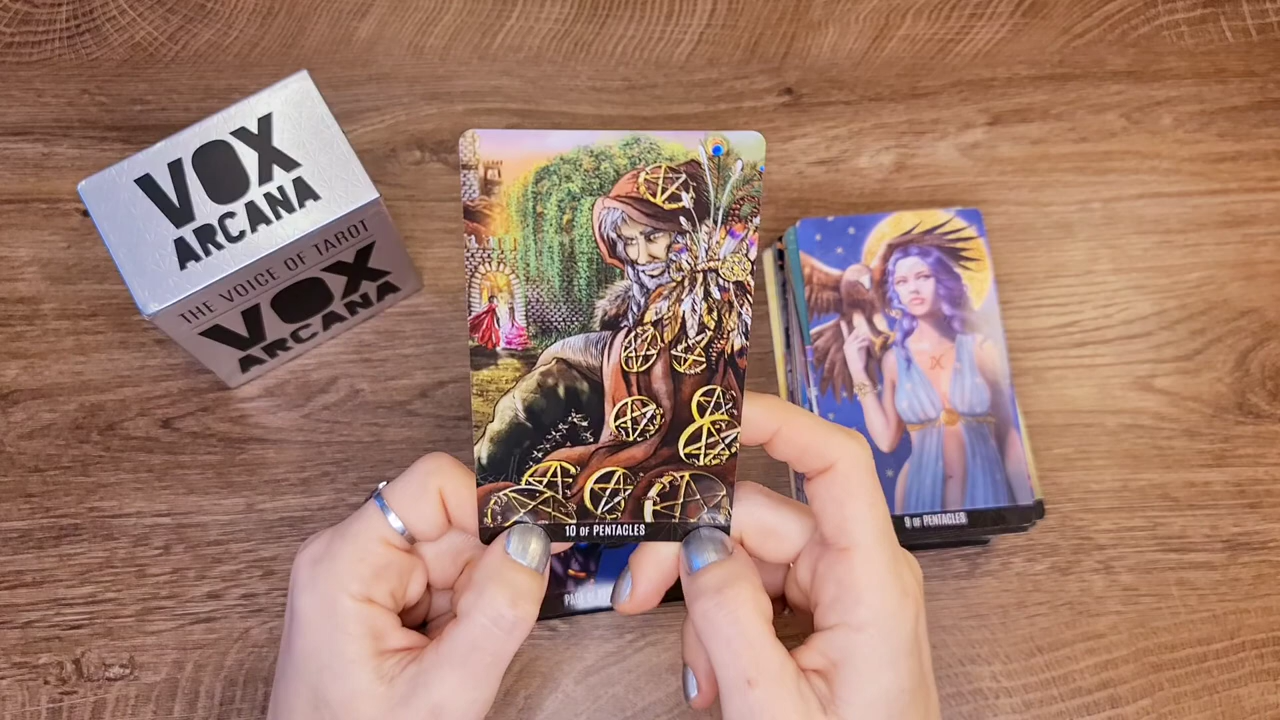 VOX
ARCANA
THE VOICE OF TAROT
VOX
ARCANA
10 OF PENTACLES
9 OF PENTACLES